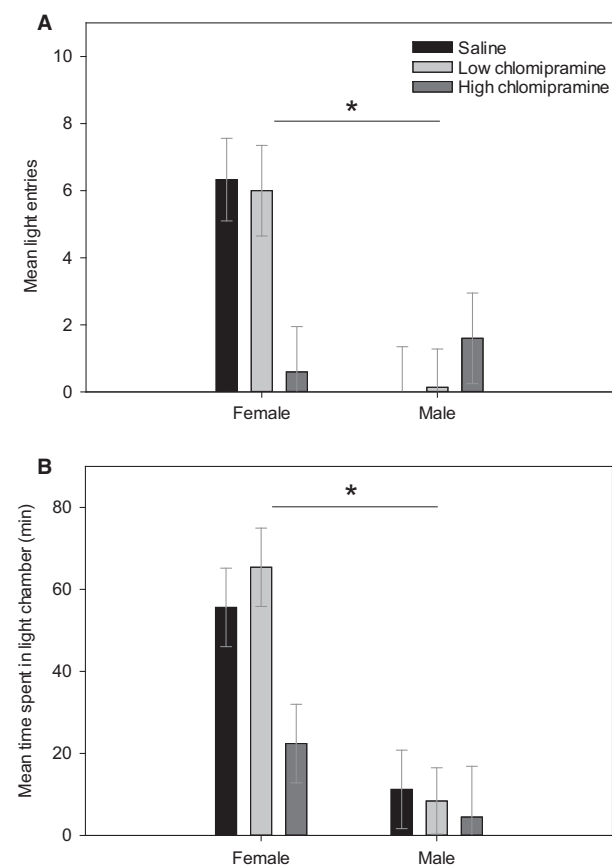 A
Mean light entries
10
8
6
4
2
0
Saline
Low chlomipramine
High chlomipramine
*
Female
Male
B
Mean time spent in light chamber (min)
80
60
40
20
0
*
Female
Male